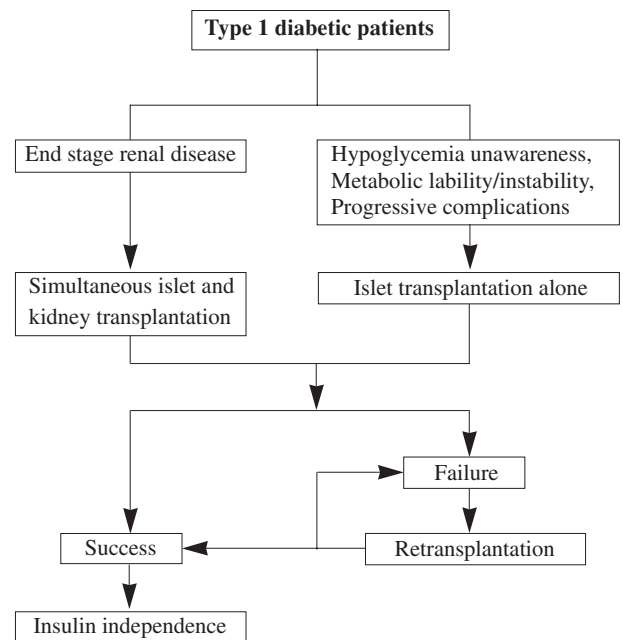 Type 1 diabetic patients
End stage renal disease
Hypoglycemia unawareness,
Metabolic lability/instability,
Progressive complications
Simultaneous islet and
kidney transplantation
Islet transplantation alone
Failure
Success
Retransplantation
Insulin independence